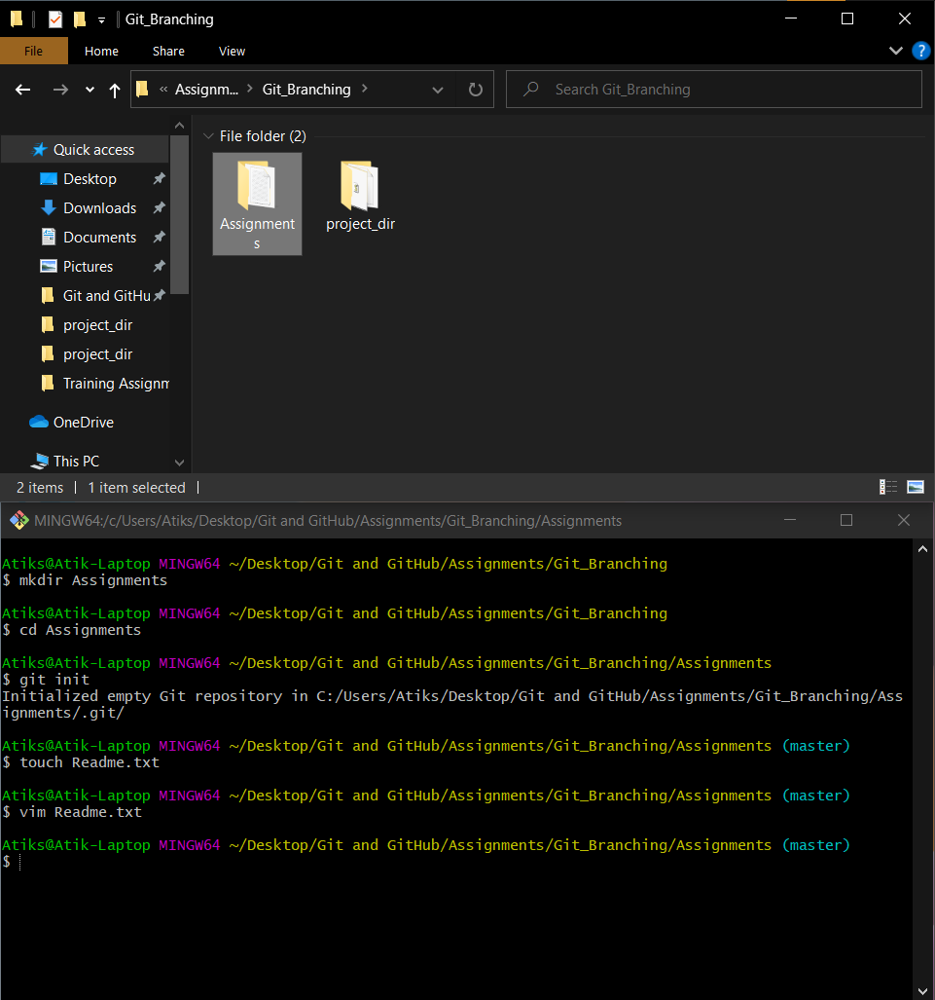 Git_Branching
File Home Share View
« Assignm... > Git_Branching > Search Git_Branching
File folder (2)
Quick access
Desktop
Downloads
Documents
Pictures
Git and GitHu
project_dir
project_dir
Training Assignm
OneDrive
This PC
Assignment
s
project_dir
2 items | 1 item selected |
MINGW64:/c/Users/Atiks/Desktop/Git and GitHub/Assignments/Git_Branching/Assignments
Atiks@Atik-Laptop MINGW64 ~/Desktop/Git and GitHub/Assignments/Git_Branching
$ mkdir Assignments
Atiks@Atik-Laptop MINGW64 ~/Desktop/Git and GitHub/Assignments/Git_Branching
$ cd Assignments
Atiks@Atik-Laptop MINGW64 ~/Desktop/Git and GitHub/Assignments/Git_Branching/Assignments
$ git init
Initialized empty Git repository in C:/Users/Atiks/Desktop/Git and GitHub/Assignments/Git_Branching/Ass
ignments/.git/
Atiks@Atik-Laptop MINGW64 ~/Desktop/Git and GitHub/Assignments/Git_Branching/Assignments (master)
$ touch Readme.txt
Atiks@Atik-Laptop MINGW64 ~/Desktop/Git and GitHub/Assignments/Git_Branching/Assignments (master)
$ vim Readme.txt
Atiks@Atik-Laptop MINGW64 ~/Desktop/Git and GitHub/Assignments/Git_Branching/Assignments (master)
$